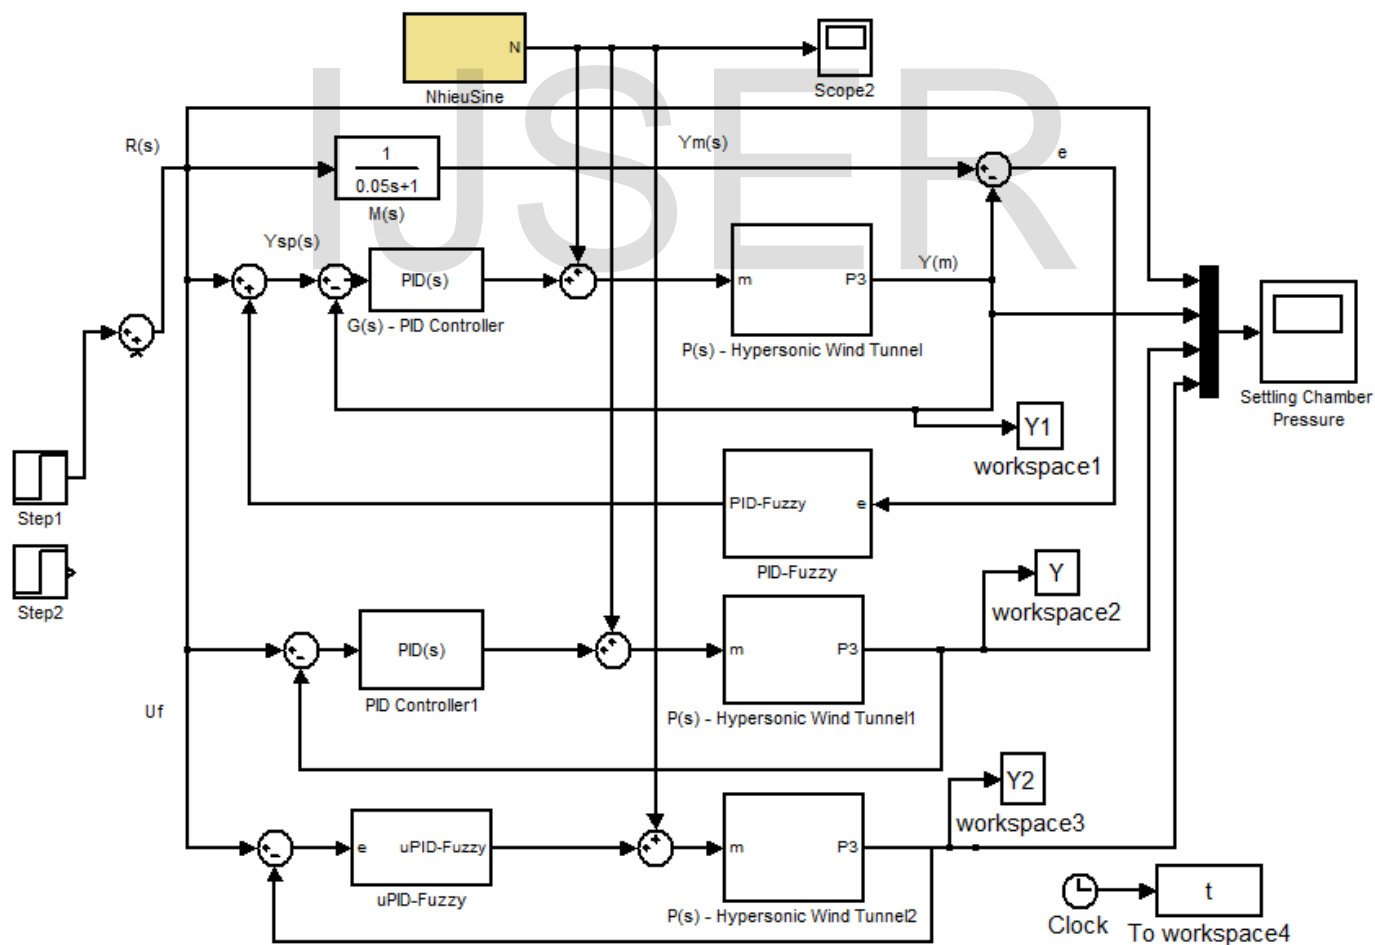 N
NhieuSine
Scope2
IJSER
R(s)
Ym(s)
e
1
0.05s+1
M(s)
Ysp(s)
PID(s)
G(s) - PID Controller
m
P3
Y(m)
P(s) - Hypersonic Wind Tunnel
Settling Chamber
Pressure
Y1
workspace1
Step1
PID-Fuzzy
e
PID-Fuzzy
Step2
Y
workspace2
PID(s)
PID Controller1
m
P3
P(s) - Hypersonic Wind Tunnel1
Uf
Y2
workspace3
e
uPID-Fuzzy
uPID-Fuzzy
m
P3
P(s) - Hypersonic Wind Tunnel2
Clock
t
To workspace4